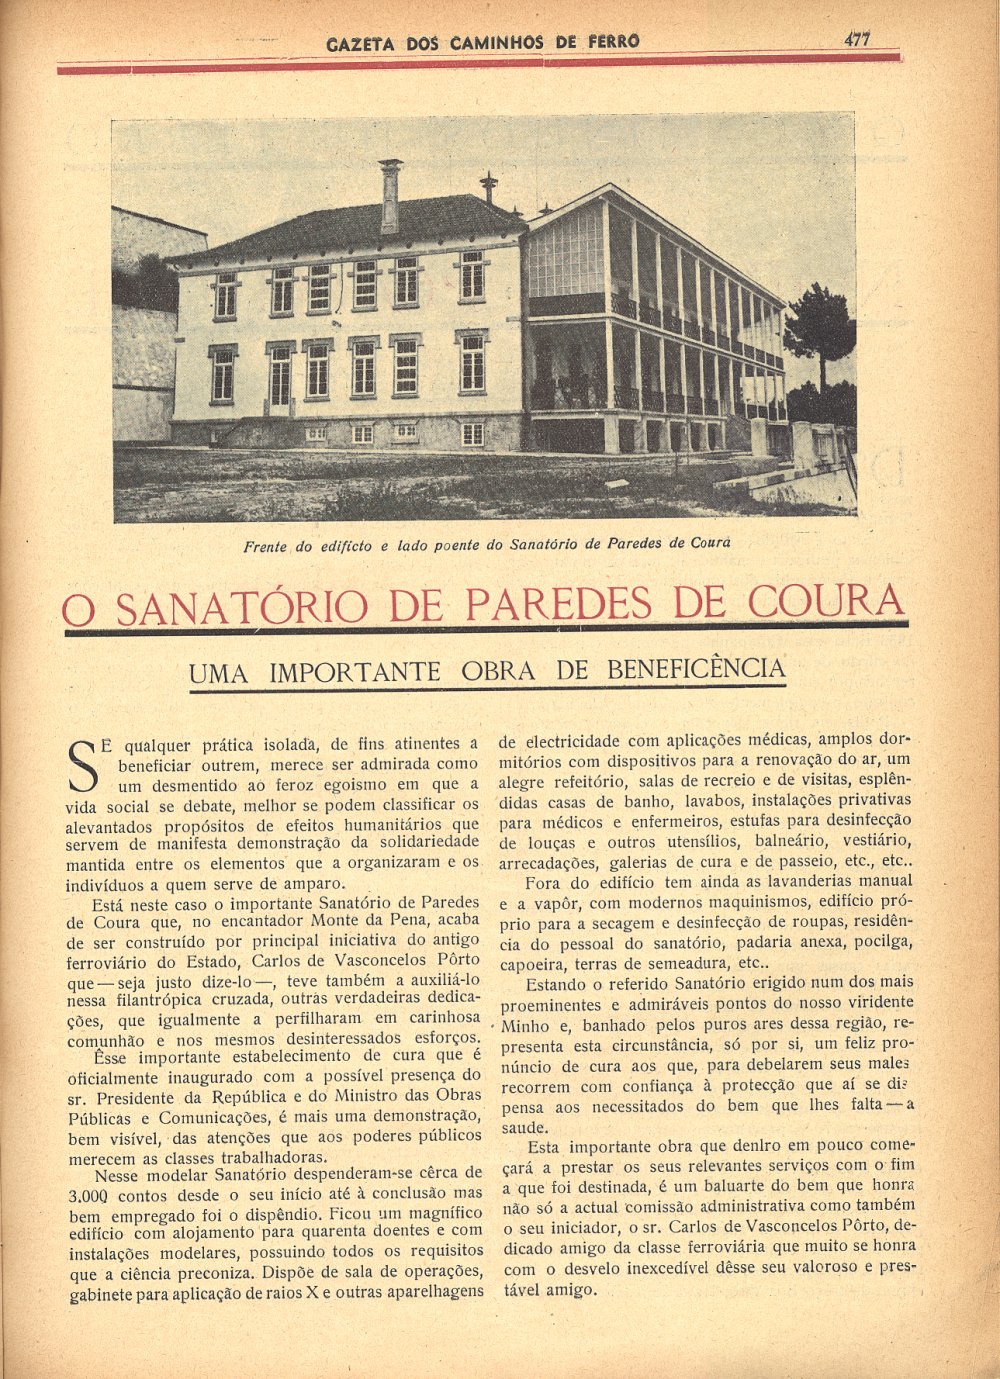 GAZETA DOS CAMINHOS DE FERRO
477
Frente do edifícto e lado poente do Sanatório de Paredes de Coura
O SANATÓRIO DE PAREDES DE COURA
UMA IMPORTANTE OBRA DE BENEFICÊNCIA
SE qualquer prática isolada, de fins atinentes a
beneficiar outrem, merece ser admirada como
um desmentido ao feroz egoismo em que a
vida social se debate, melhor se podem classificar os
alevantados propósitos de efeitos humanitários que
servem de manifesta demonstração da solidariedade
mantida entre os elementos que a organizaram e os
indivíduos a quem serve de amparo.
Está neste caso o importante Sanatório de Paredes
de Coura que, no encantador Monte da Pena, acaba
de ser construído por principal iniciativa do antigo
ferroviário do Estado, Carlos de Vasconcelos Pôrto
que — seja justo dize-lo —, teve também a auxiliá-lo
nessa filantrópica cruzada, outras verdadeiras dedica-
ções, que igualmente a perfilharam em carinhosa
comunhão e nos mesmos desinteressados esforços.
Êsse importante estabelecimento de cura que é
oficialmente inaugurado com a possível presença do
sr. Presidente da República e do Ministro das Obras
Públicas e Comunicações, é mais uma demonstração,
bem visível, das atenções que aos poderes públicos
merecem as classes trabalhadoras.
Nesse modelar Sanatório despenderam-se cêrca de
3.000 contos desde o seu início até à conclusão mas
bem empregado foi o dispêndio. Ficou um magnífico
edifício com alojamento para quarenta doentes e com
instalações modelares, possuindo todos os requisitos
que a ciência preconiza. Dispõe de sala de operações,
gabinete para aplicação de raios X e outras aparelhagens
de electricidade com aplicações médicas, amplos dor-
mitórios com dispositivos para a renovação do ar, um
alegre refeitório, salas de recreio e de visitas, esplên-
didas casas de banho, lavabos, instalações privativas
para médicos e enfermeiros, estufas para desinfecção
de louças e outros utensílios, balneário, vestiário,
arrecadações, galerias de cura e de passeio, etc., etc..
Fora do edifício tem ainda as lavanderias manual
e a vapôr, com modernos maquinismos, edifício pró-
prio para a secagem e desinfecção de roupas, residên-
cia do pessoal do sanatório, padaria anexa, pocilga,
capoeira, terras de semeadura, etc..
Estando o referido Sanatório erigido num dos mais
proeminentes e admiráveis pontos do nosso viridente
Minho e, banhado pelos puros ares dessa região, re-
presenta esta circunstância, só por si, um feliz pro-
núncio de cura aos que, para debelarem seus males
recorrem com confiança à protecção que aí se dis
pensa aos necessitados do bem que lhes falta — a
saude.
Esta importante obra que denlro em pouco come-
çará a prestar os seus relevantes serviços com o fim
a que foi destinada, é um baluarte do bem que honra
não só a actual comissão administrativa como também
o seu iniciador, o sr. Carlos de Vasconcelos Pôrto, de-
dicado amigo da classe ferroviária que muito se honra
com o desvelo inexcedível dêsse seu valoroso e pres-
tável amigo.